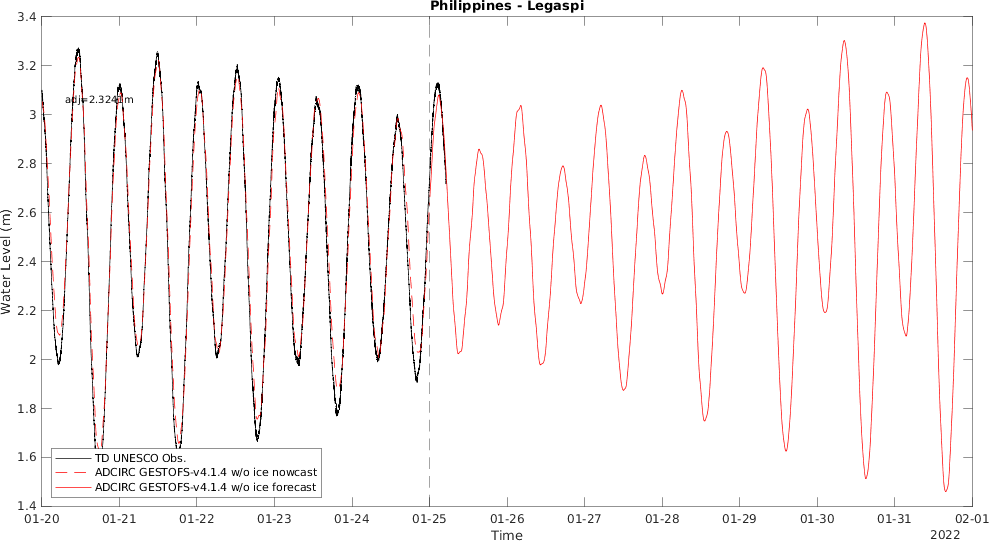 Philippines - Legaspi
3.4
3.2
3
2.8
2.6
2.4
2.2
2
1.8
1.6
1.4
Water Level (m)
adj=2.3241m
TD UNESCO Obs.
ADCIRC GESTOFS-v4.1.4 w/o ice nowcast
ADCIRC GESTOFS-v4.1.4 w/o ice forecast
01-20 01-21 01-22 01-23 01-24 01-25 01-26 01-27 01-28 01-29 01-30 01-31 02-01
Time
2022